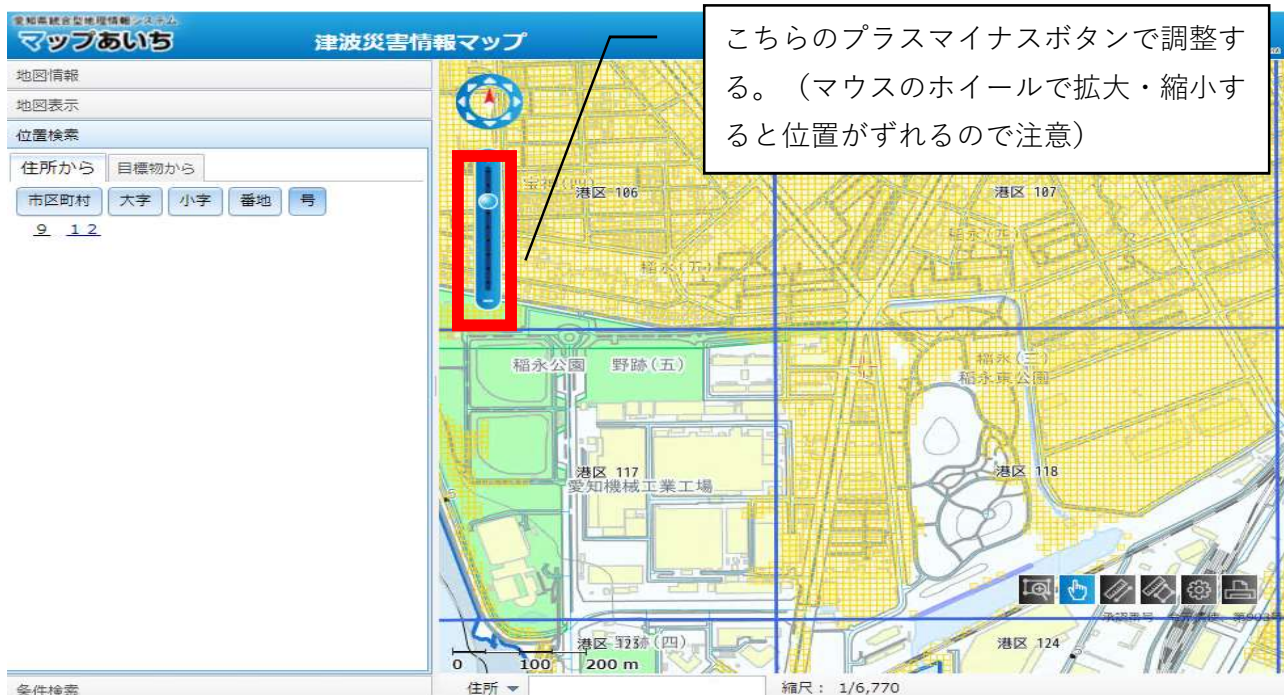 愛知県統合型地理情報システム
マップあいち
津波災害情報マップ
こちらのプラスマイナスボタンで調整す
る。（マウスのホイールで拡大・縮小す
ると位置がずれるので注意）
地図情報
地図表示
位置検索
住所から 目標物から
市区町村 大字 小字 番地 号
9 12
港区 106
港区 107
稲永(四)
稲永(五)
稲永公園 野跡(五)
稲永(三)
稲永東公園
港区 117
愛知機械工業工場
港区 118
5
港区 123
野跡(四)
港区 124
0 100 200 m
条件検索
住所
縮尺： 1/6,770